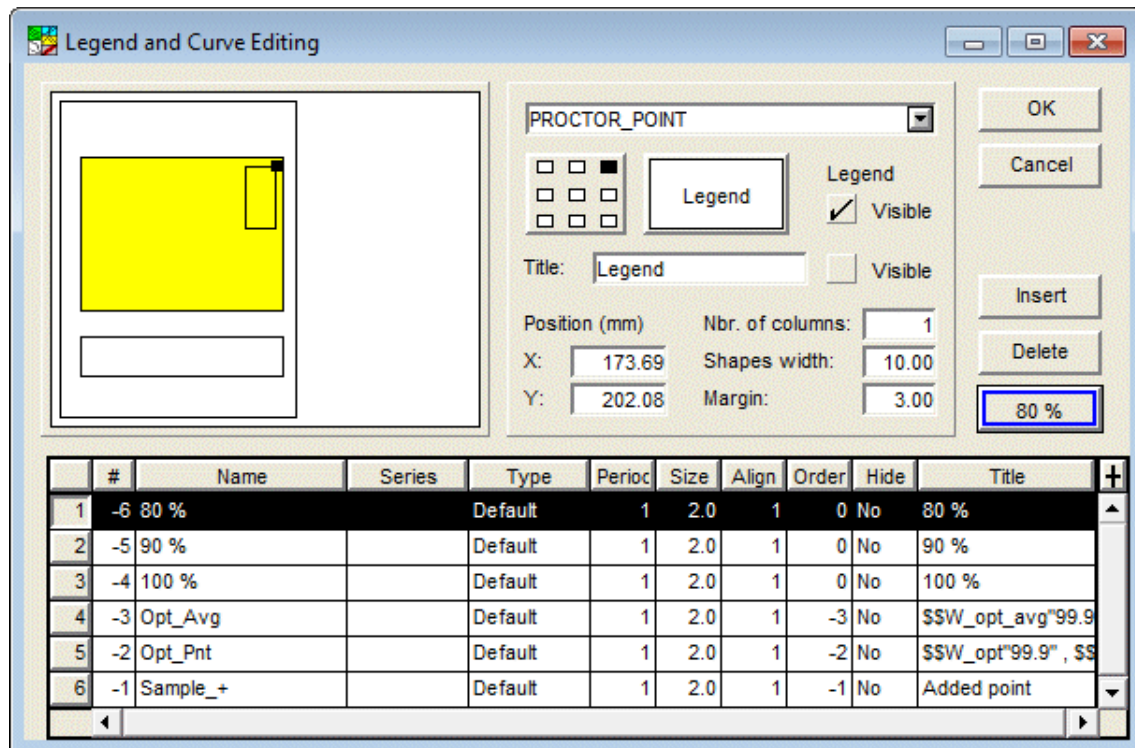 Legend and Curve Editing
PROCTOR_POINT
OK
Cancel
Legend
Legend
Visible
Title: Legend
Visible
Insert
Position (mm)
Nbr. of columns: 1
Delete
X: 173.69
Shapes width: 10.00
Y: 202.08
Margin: 3.00
80 %
# Name Series Type Perioc Size Align Order Hide Title +
1 -6 80 % Default 1 2.0 1 0 No 80 %
2 -5 90 % Default 1 2.0 1 0 No 90 %
3 -4 100 % Default 1 2.0 1 0 No 100 %
4 -3 Opt_Avg Default 1 2.0 1 -3 No $$W_opt_avg"99.9
5 -2 Opt_Pnt Default 1 2.0 1 -2 No $$W_opt"99.9" , $$
6 -1 Sample_+ Default 1 2.0 1 -1 No Added point